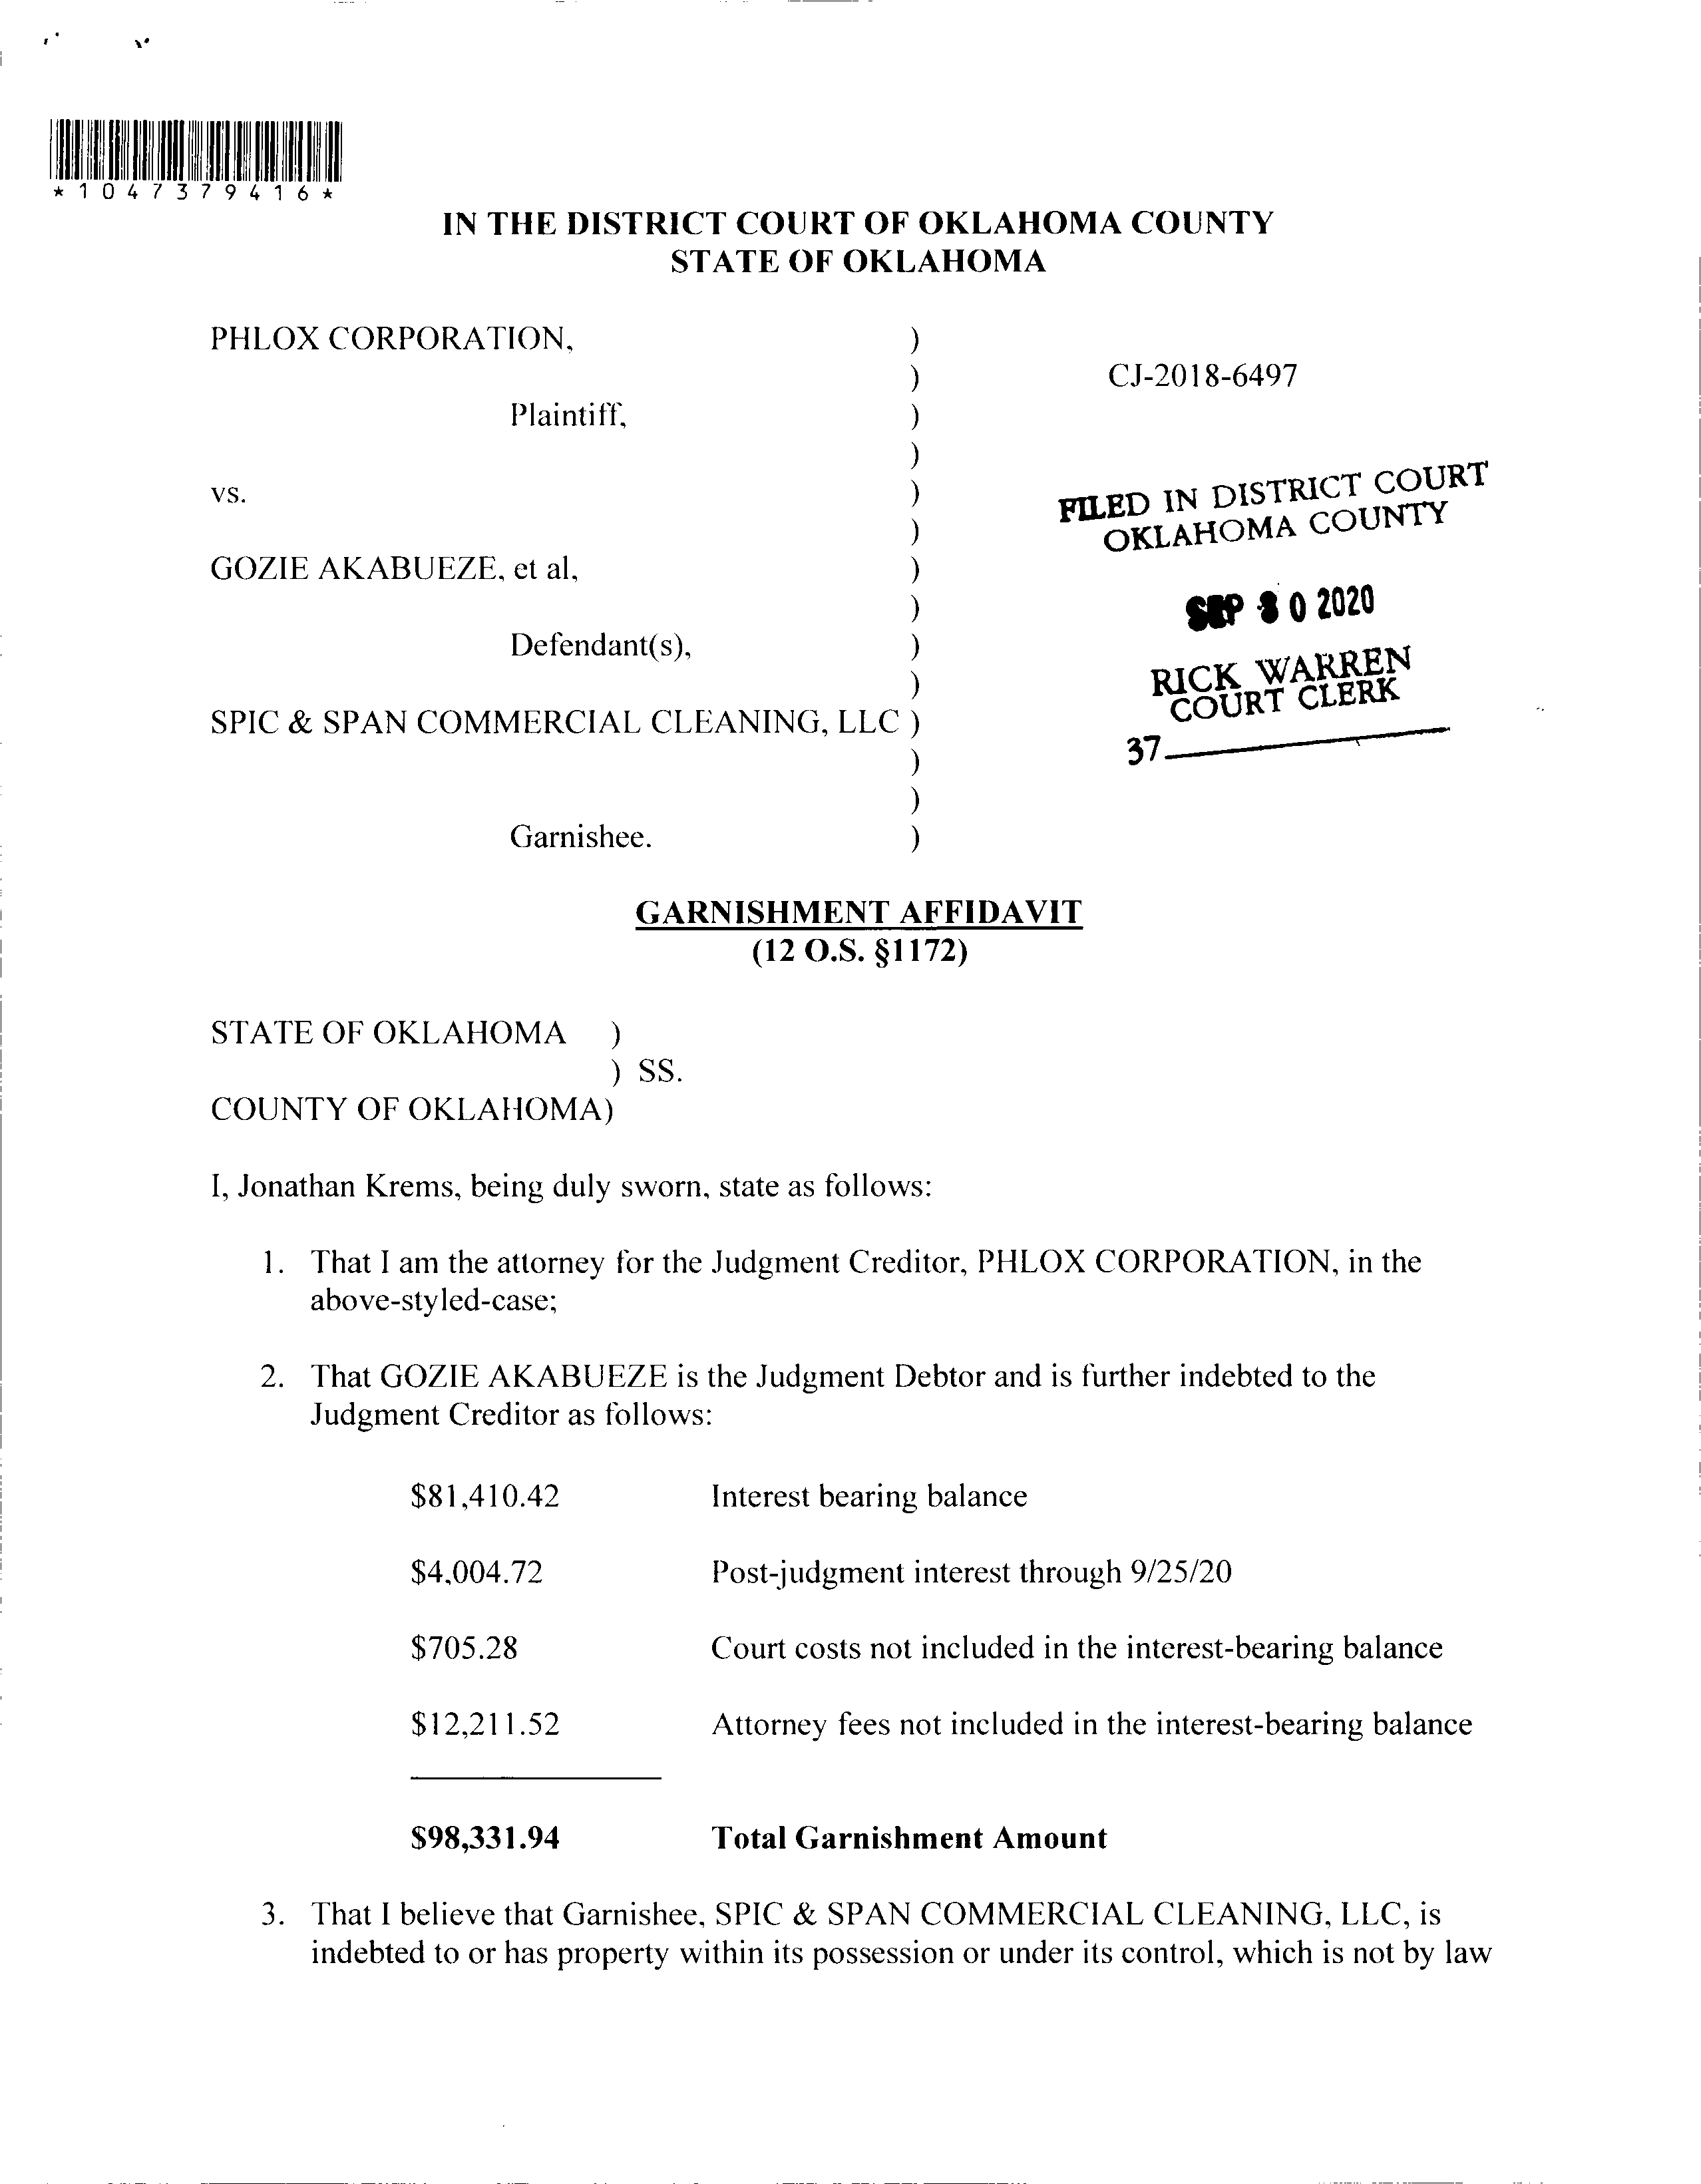 *1047379416*
IN THE DISTRICT COURT OF OKLAHOMA COUNTY
STATE OF OKLAHOMA
PHLOX CORPORATION, )
) CJ-2018-6497
Plaintiff, )
)
vs. )
)
GOZIE AKABUEZE, et al, )
)
Defendant(s), )
)
SPIC & SPAN COMMERCIAL CLEANING, LLC )
)
)
Garnishee. )
FILED IN DISTRICT COURT
OKLAHOMA COUNTY
SEP 30 2020
RICK WARREN
COURT CLERK
37
GARNISHMENT AFFIDAVIT
(12 O.S. §1172)
STATE OF OKLAHOMA )
) SS.
COUNTY OF OKLAHOMA)
I, Jonathan Krems, being duly sworn, state as follows:
1. That I am the attorney for the Judgment Creditor, PHLOX CORPORATION, in the
above-styled-case;
2. That GOZIE AKABUEZE is the Judgment Debtor and is further indebted to the
Judgment Creditor as follows:
$81,410.42 Interest bearing balance
$4,004.72 Post-judgment interest through 9/25/20
$705.28 Court costs not included in the interest-bearing balance
$12,211.52 Attorney fees not included in the interest-bearing balance
$98,331.94 Total Garnishment Amount
3. That I believe that Garnishee, SPIC & SPAN COMMERCIAL CLEANING, LLC, is
indebted to or has property within its possession or under its control, which is not by law